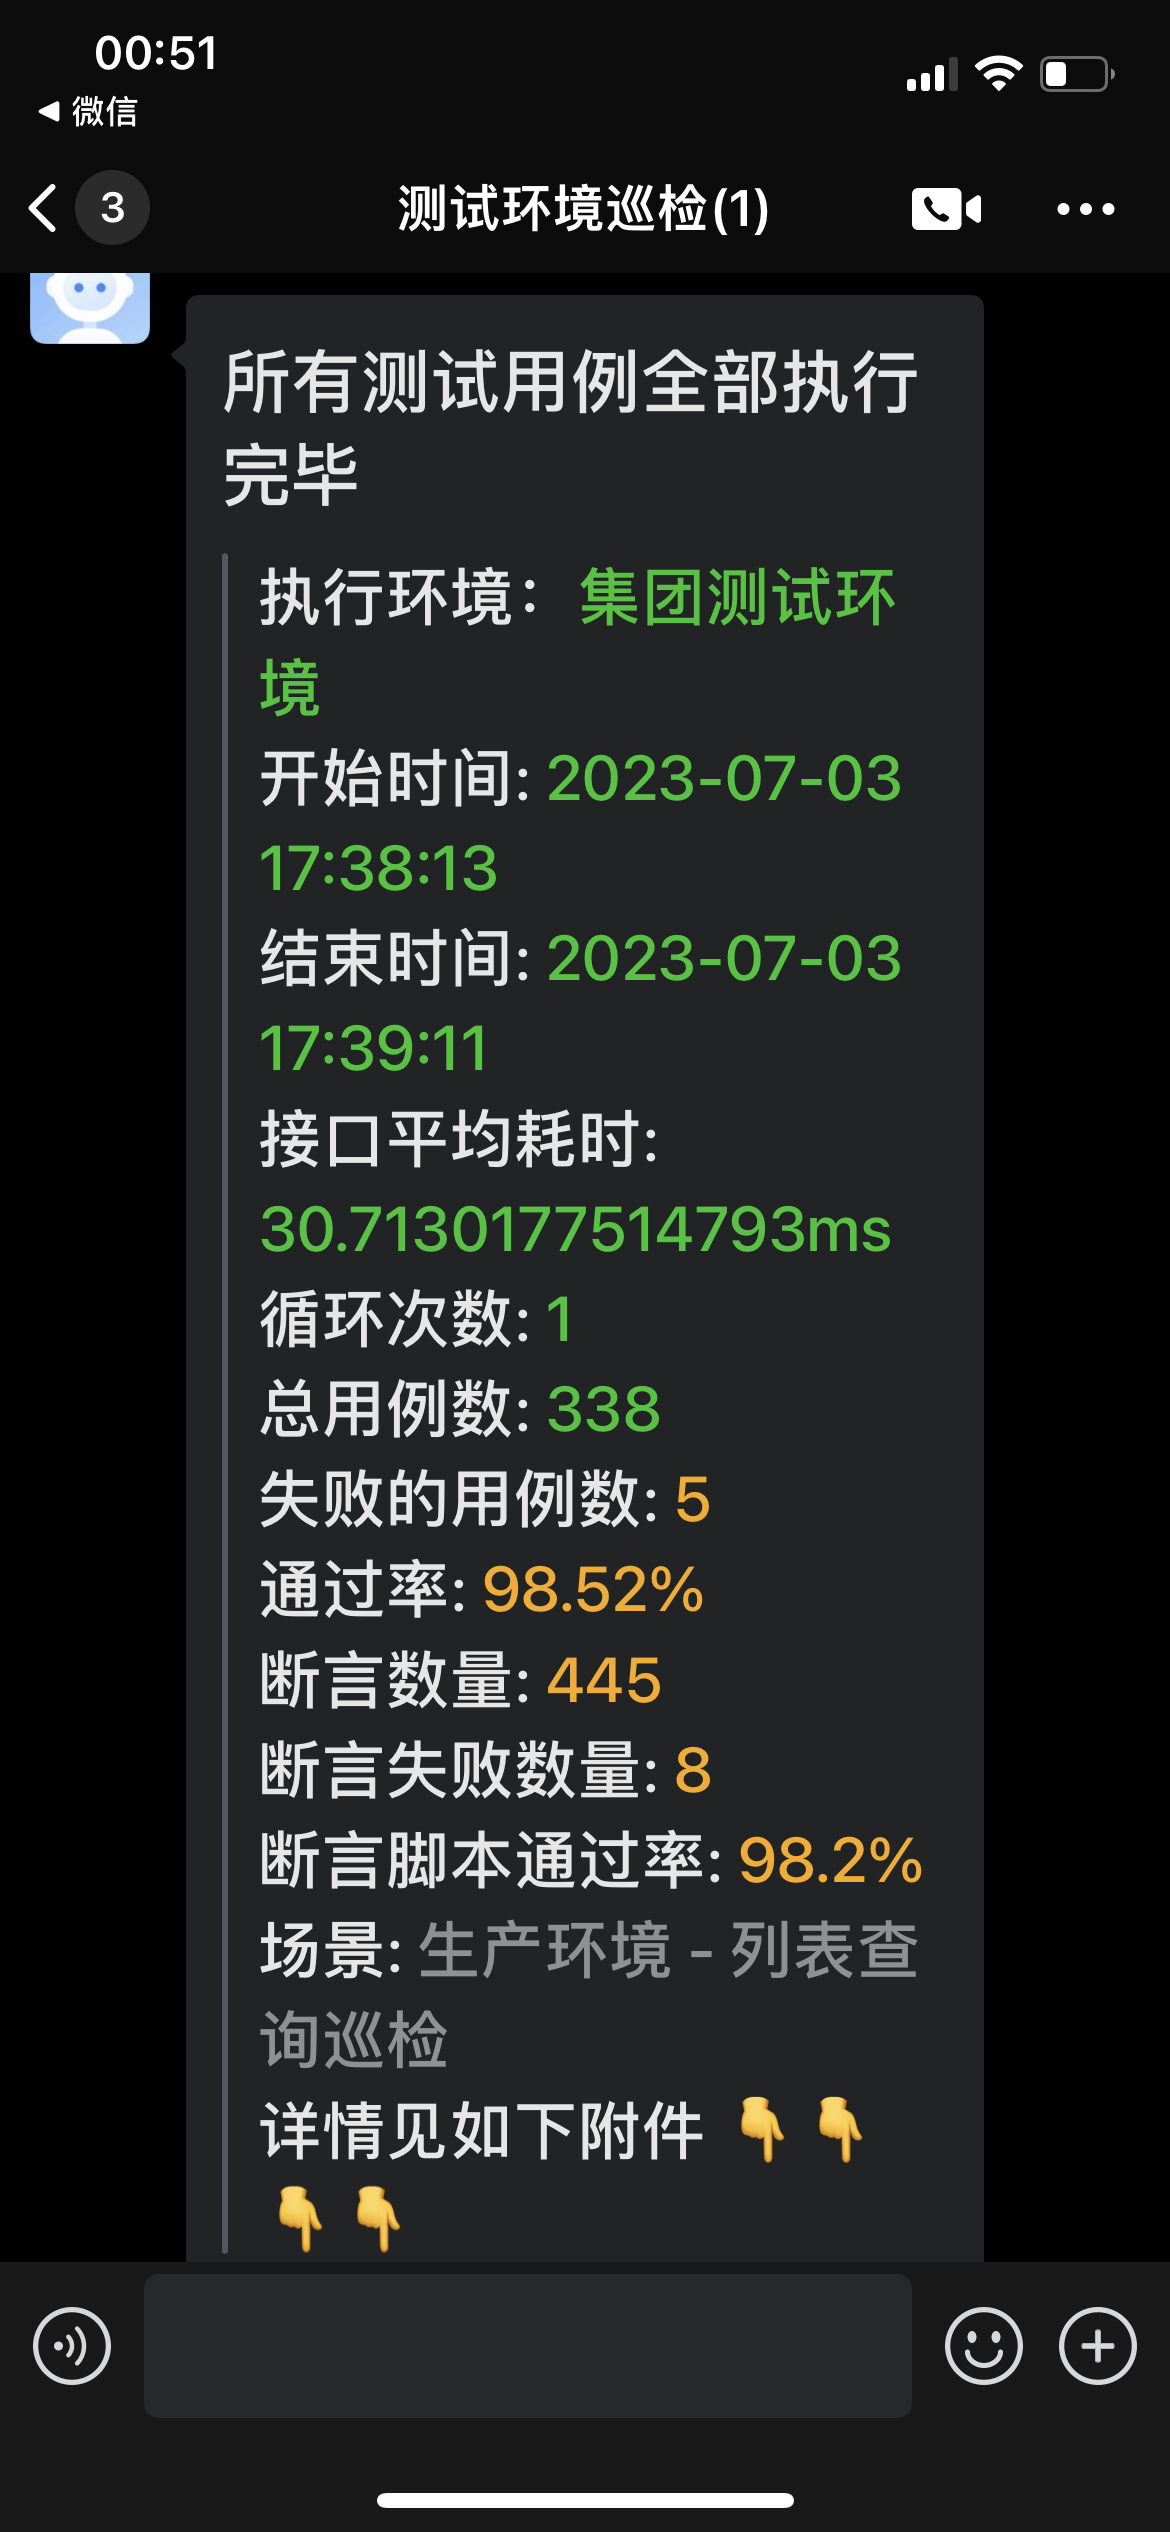 00:51
微信
3
测试环境巡检(1)
所有测试用例全部执行
完毕
执行环境：集团测试环
境
开始时间: 2023-07-03
17:38:13
结束时间: 2023-07-03
17:39:11
接口平均耗时:
30.7130177514793ms
循环次数: 1
总用例数: 338
失败的用例数: 5
通过率: 98.52%
断言数量: 445
断言失败数量: 8
断言脚本通过率: 98.2%
场景: 生产环境 - 列表查
询巡检
详情见如下附件 👇 👇
👇 👇